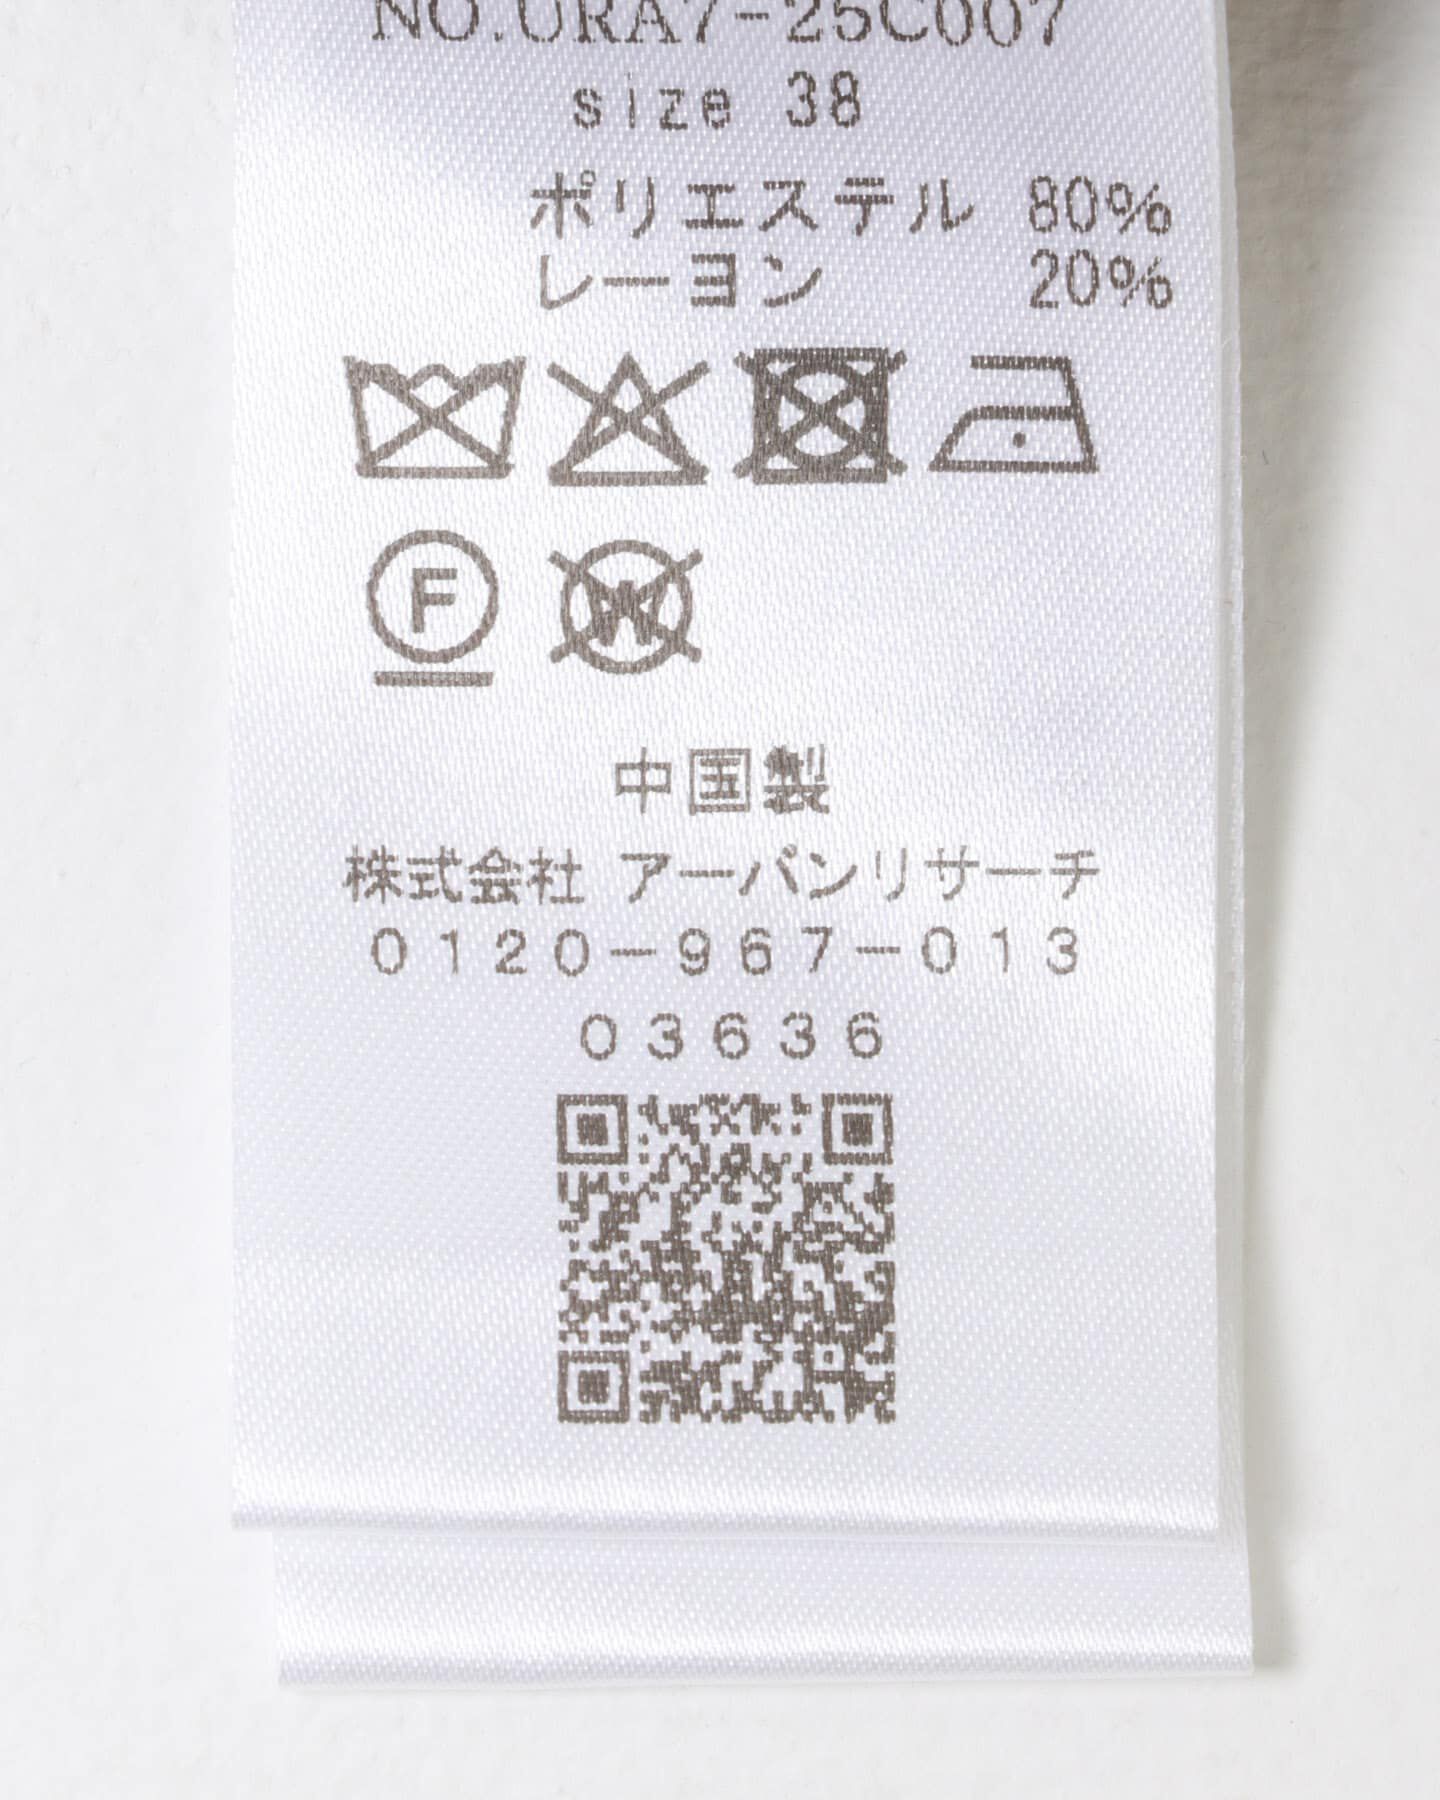 NO.URA7-25C007
size 38
ポリエステル 80%
レーヨン 20%
F
W
中国製
株式会社 アーバンリサーチ
0120-967-013
03636